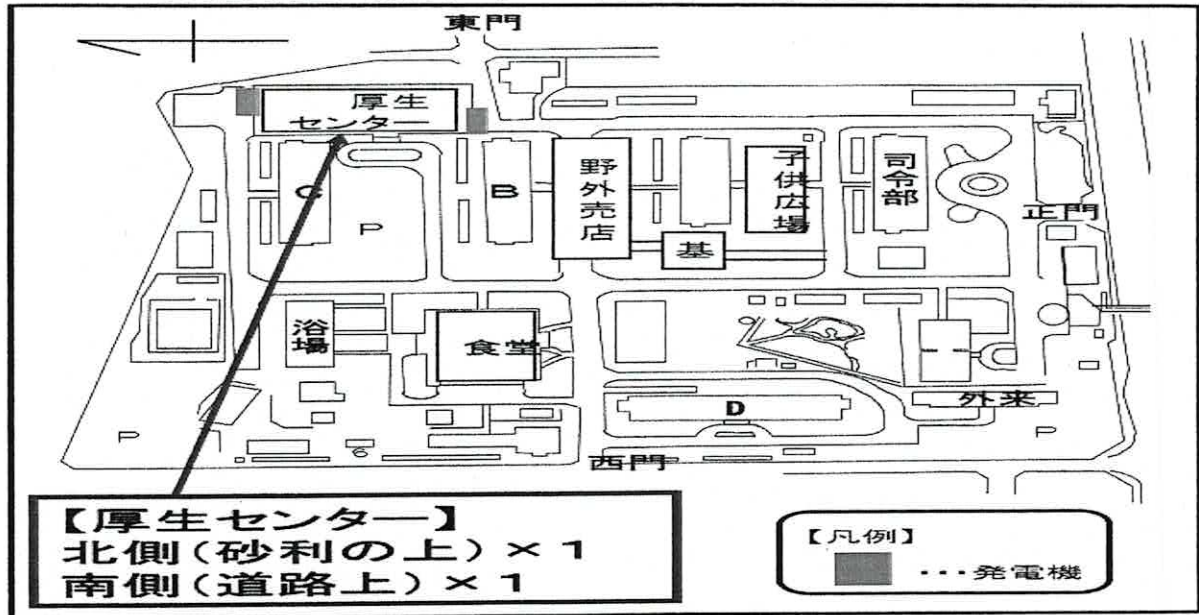 東門
厚生
センター
C
P
B
野外売店
子供広場
司令部
正門
基
浴場
食堂
D
外来
P
P
西門
【厚生センター】
北側(砂利の上)×1
南側(道路上)×1
【凡例】
・・・発電機